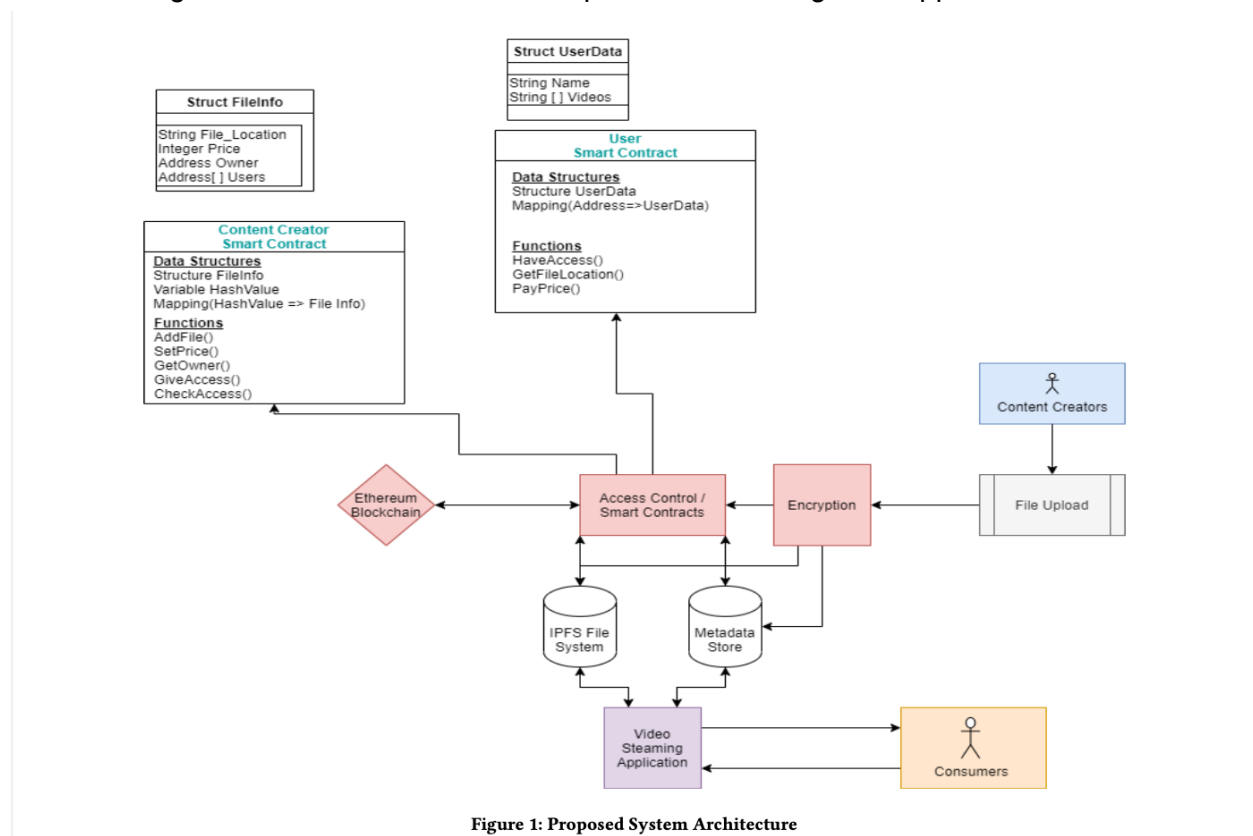 Struct UserData
String Name
String [ ] Videos
Struct FileInfo
String File_Location
Integer Price
Address Owner
Address[ ] Users
User
Smart Contract
Data Structures
Structure UserData
Mapping(Address=>UserData)
Functions
HaveAccess()
GetFileLocation()
PayPrice()
Content Creator
Smart Contract
Data Structures
Structure FileInfo
Variable HashValue
Mapping(HashValue => File Info)
Functions
AddFile()
SetPrice()
GetOwner()
GiveAccess()
CheckAccess()
Content Creators
Ethereum
Blockchain
Access Control /
Smart Contracts
Encryption
File Upload
IPFS File
System
Metadata
Store
Video
Steaming
Application
Consumers
Figure 1: Proposed System Architecture